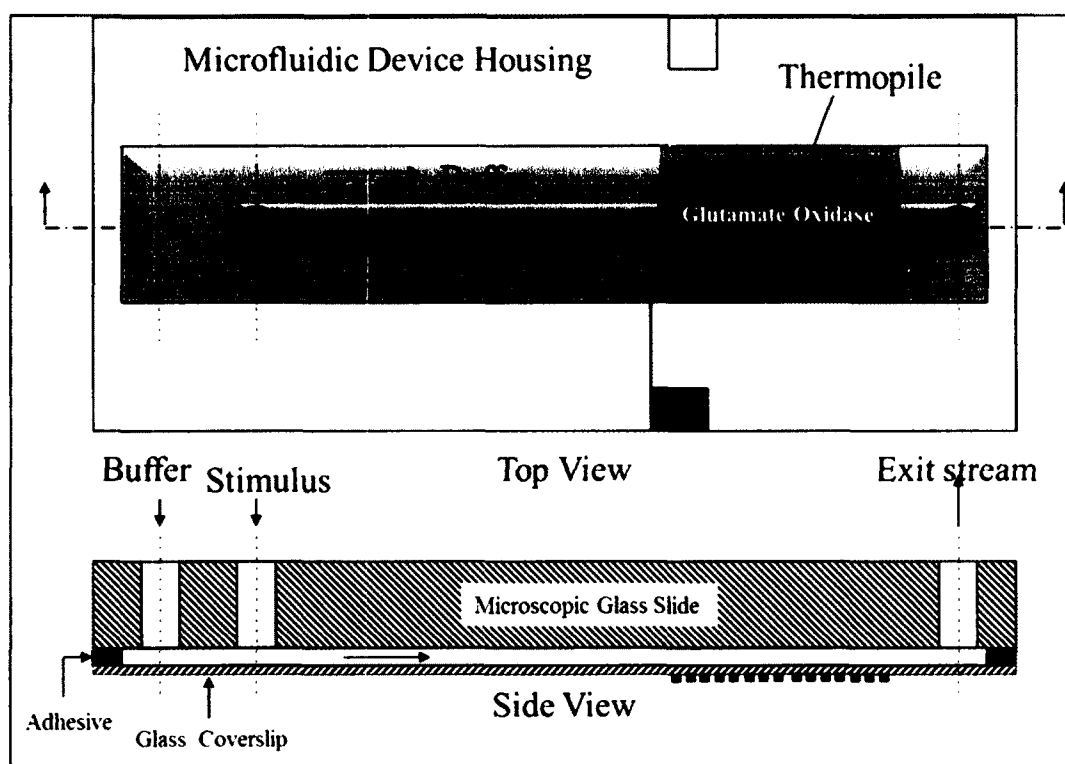 Microfluidic Device Housing
Thermopile
Glutamate Oxidase
Buffer
Stimulus
Top View
Exit stream
Microscopic Glass Slide
Side View
Adhesive
Glass Coverslip